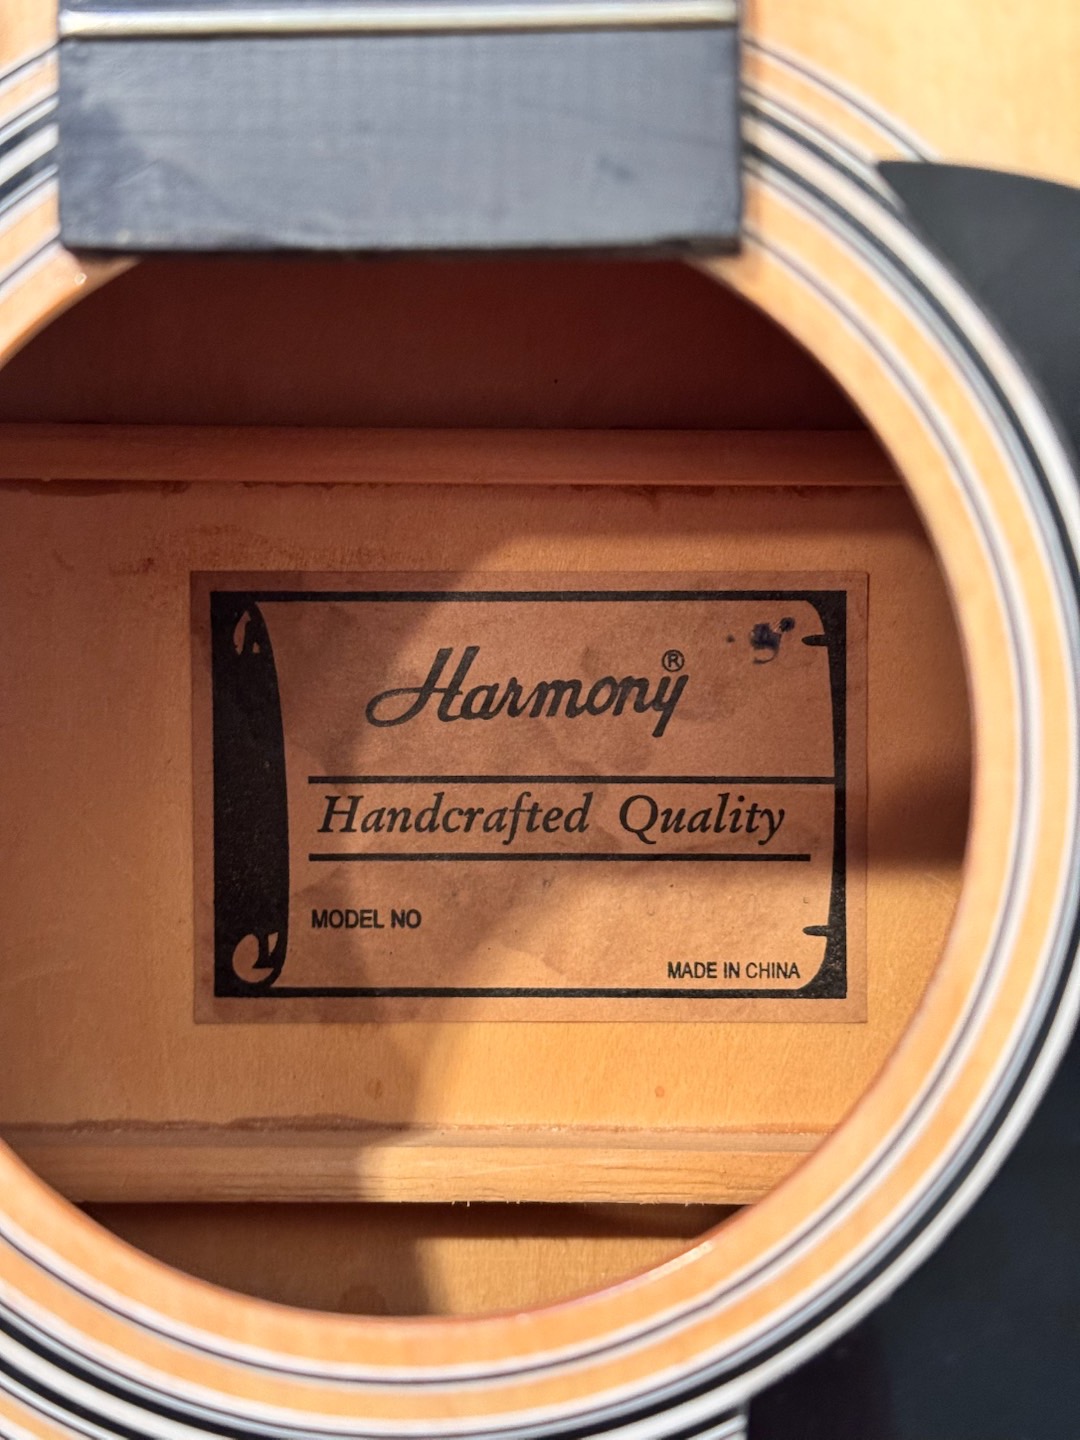 Harmony®
Handcrafted Quality
MODEL NO
MADE IN CHINA